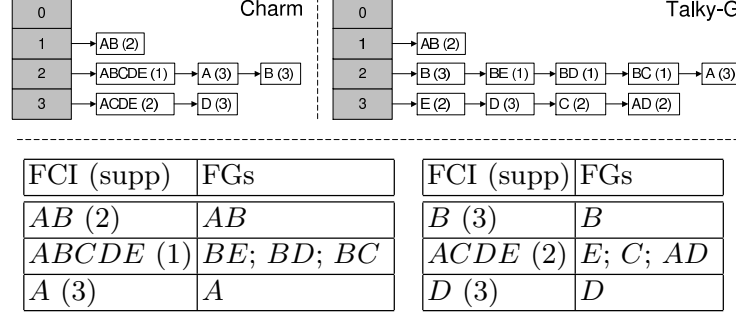 Charm
0
1 AB (2)
2 ABCDE (1) A (3) B (3)
3 ACDE (2) D (3)
Talky-G
0
1 AB (2)
2 B (3) BE (1) BD (1) BC (1) A (3)
3 E (2) D (3) C (2) AD (2)
FCI (supp) FGs
AB (2) AB
ABCDE (1) BE; BD; BC
A (3) A
FCI (supp) FGs
B (3) B
ACDE (2) E; C; AD
D (3) D